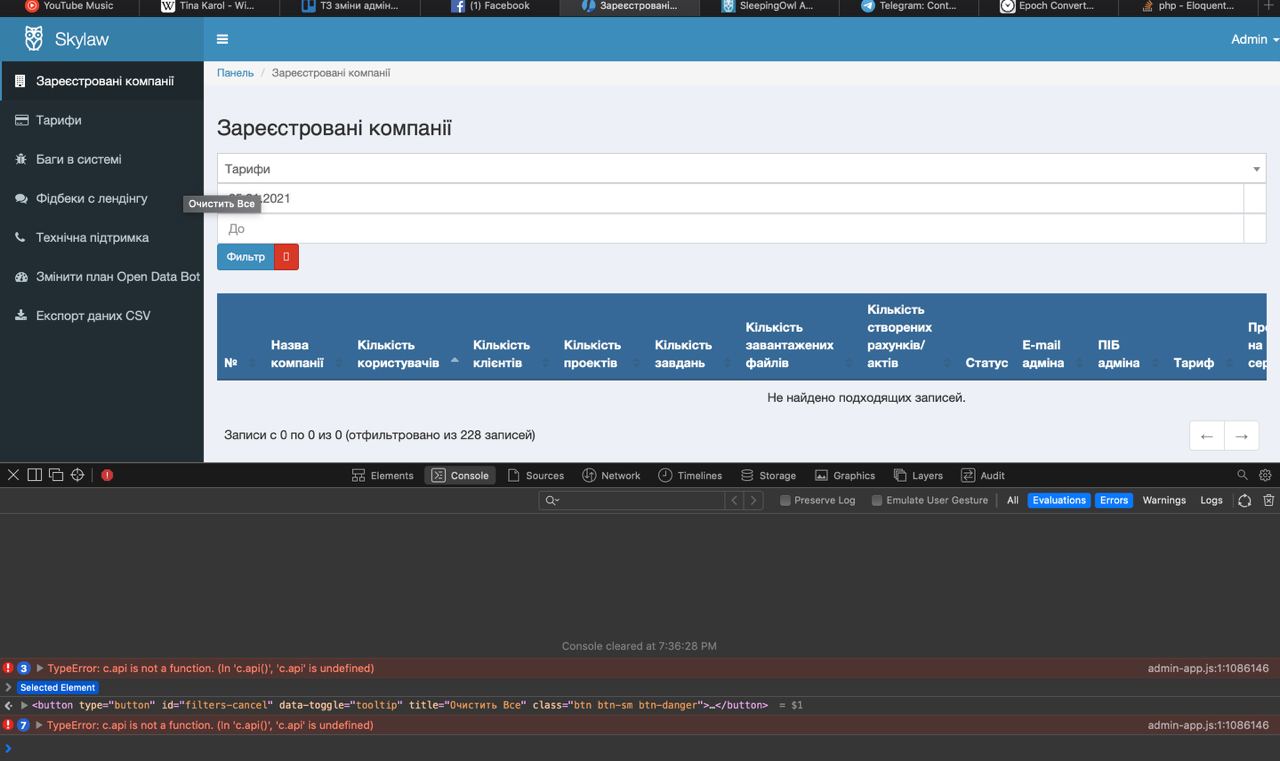 YouTube Music
Tina Karol - Wi...
ТЗ зміни адмін...
(1) Facebook
Зареєстровані...
SleepingOwl A...
Telegram: Cont...
Epoch Convert...
php - Eloquent...
Skylaw
Admin
Зареєстровані компанії
Тарифи
Баги в системі
Фідбеки с лендінгу
Технічна підтримка
Змінити план Open Data Bot
Експорт даних CSV
Панель / Зареєстровані компанії
Зареєстровані компанії
Тарифи
.2021
Очистить Все
До
Фильтр
№
Назва компанії
Кількість користувачів
Кількість клієнтів
Кількість проектів
Кількість завдань
Кількість завантажених файлів
Кількість створених рахунків/ актів
Статус
E-mail адміна
ПІБ адміна
Тариф
на
Не найдено подходящих записей.
Записи с 0 по 0 из 0 (отфильтровано из 228 записей)
← →
Elements
Console
Sources
Network
Timelines
Storage
Graphics
Layers
Audit
Preserve Log
Emulate User Gesture
All
Evaluations
Errors
Warnings
Logs
Console cleared at 7:36:28 PM
3 TypeError: c.api is not a function. (In 'c.api()', 'c.api' is undefined) admin-app.js:1:1086146
Selected Element
<button type="button" id="filters-cancel" data-toggle="tooltip" title="Очистить Все" class="btn btn-sm btn-danger">…</button> = $1
7 TypeError: c.api is not a function. (In 'c.api()', 'c.api' is undefined) admin-app.js:1:1086146